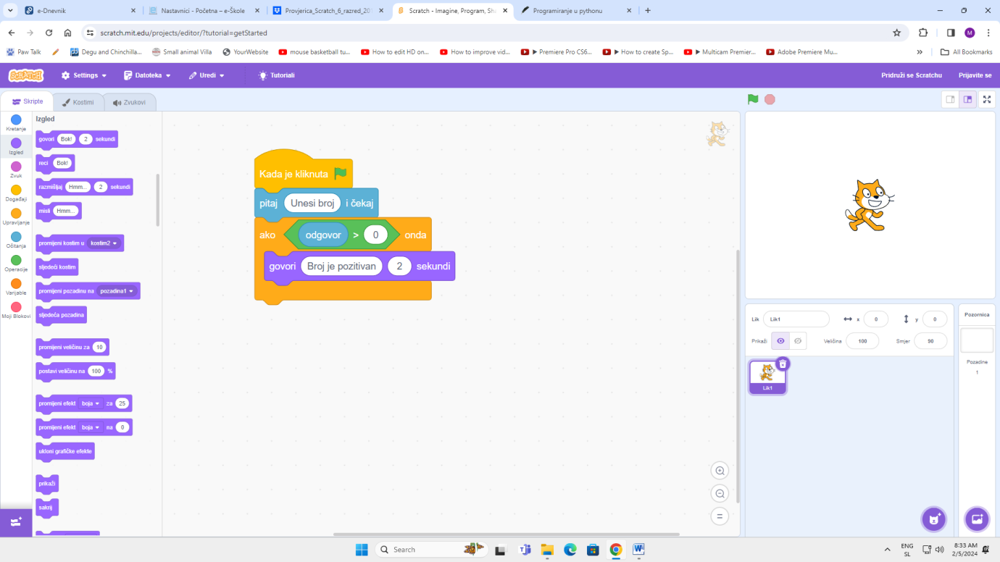 e-Dnevnik
Nastavnici - Početna – e-Škole
Provjerica_Scratch_6_razred_20
Scratch - Imagine, Program, Sh
Programiranje u pythonu
scratch.mit.edu/projects/editor/?tutorial=getStarted
M
Paw Talk
Degu and Chinchilla...
Small animal Villa
YourWebsite
mouse basketball tu...
How to edit HD on...
How to improve vid...
▶ Premiere Pro CS6...
▶ How to create Sp...
▶ Multicam Premier...
Adobe Premiere Mu...
All Bookmarks
SCRATCH
Settings
Datoteka
Uredi
Tutoriali
Pridruži se Scratchu
Prijavite se
Skripte
Kostimi
Zvukovi
Kretanje
Izgled
Zvuk
Događaji
Upravljanje
Očitanja
Operacije
Varijable
Moji Blokovi
Izgled
govori Bok! 2 sekundi
reci Bok!
razmišljaj Hmm... 2 sekundi
misli Hmm...
promijeni kostim u kostim2
sljedeći kostim
promijeni pozadinu na pozadina1
sljedeća pozadina
promijeni veličinu za 10
postavi veličinu na 100 %
promijeni efekt boja za 25
promijeni efekt boja na 0
ukloni grafičke efekte
prikaži
sakrij
Kada je kliknuta
pitaj Unesi broj i čekaj
ako odgovor > 0 onda
govori Broj je pozitivan 2 sekundi
Lik Lik1 x 0 y 0
Prikaži Veličina 100 Smjer 90
Lik1
Pozornica
Pozadine
1
Search
ENG
SL
8:33 AM
2/5/2024